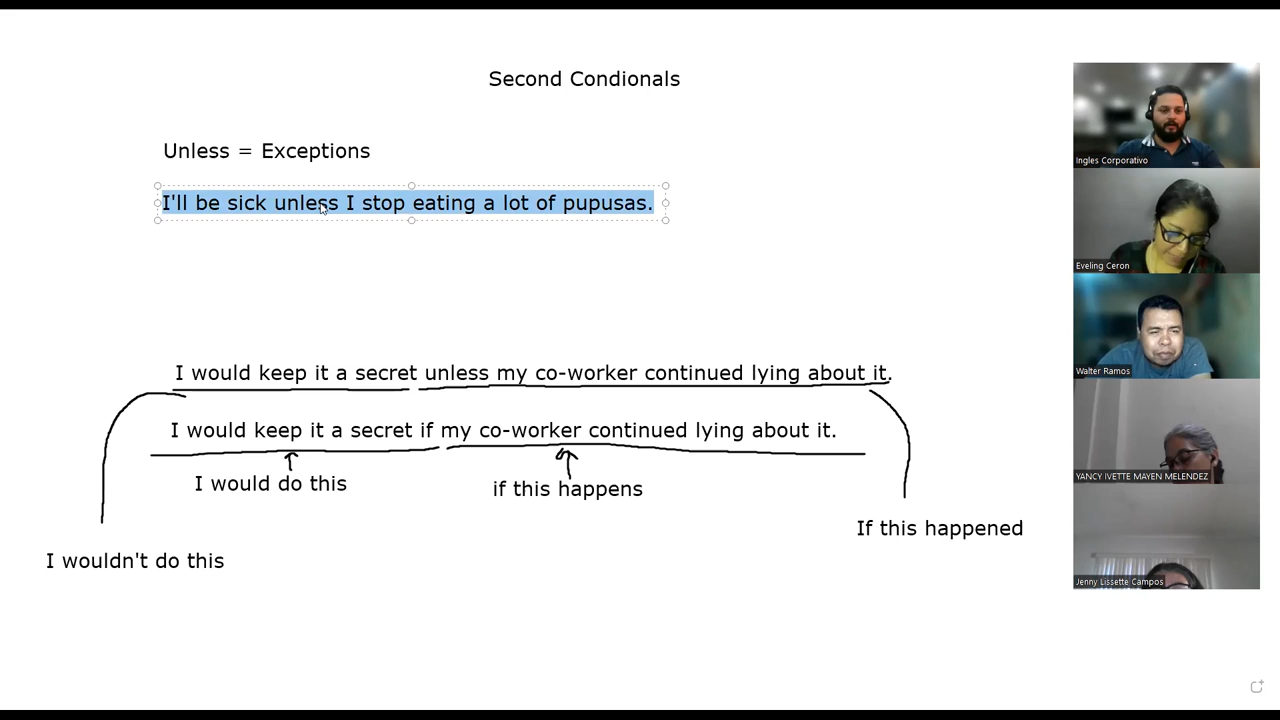 Second Condionals
Unless = Exceptions
I'll be sick unless I stop eating a lot of pupusas.
I would keep it a secret unless my co-worker continued lying about it.
I would keep it a secret if my co-worker continued lying about it.
I would do this
if this happens
If this happened
I wouldn't do this
Ingles Corporativo
Eveling Ceron
Walter Ramos
YANCY IVETTE MAYEN MELENDEZ
Jenny Lissette Campos